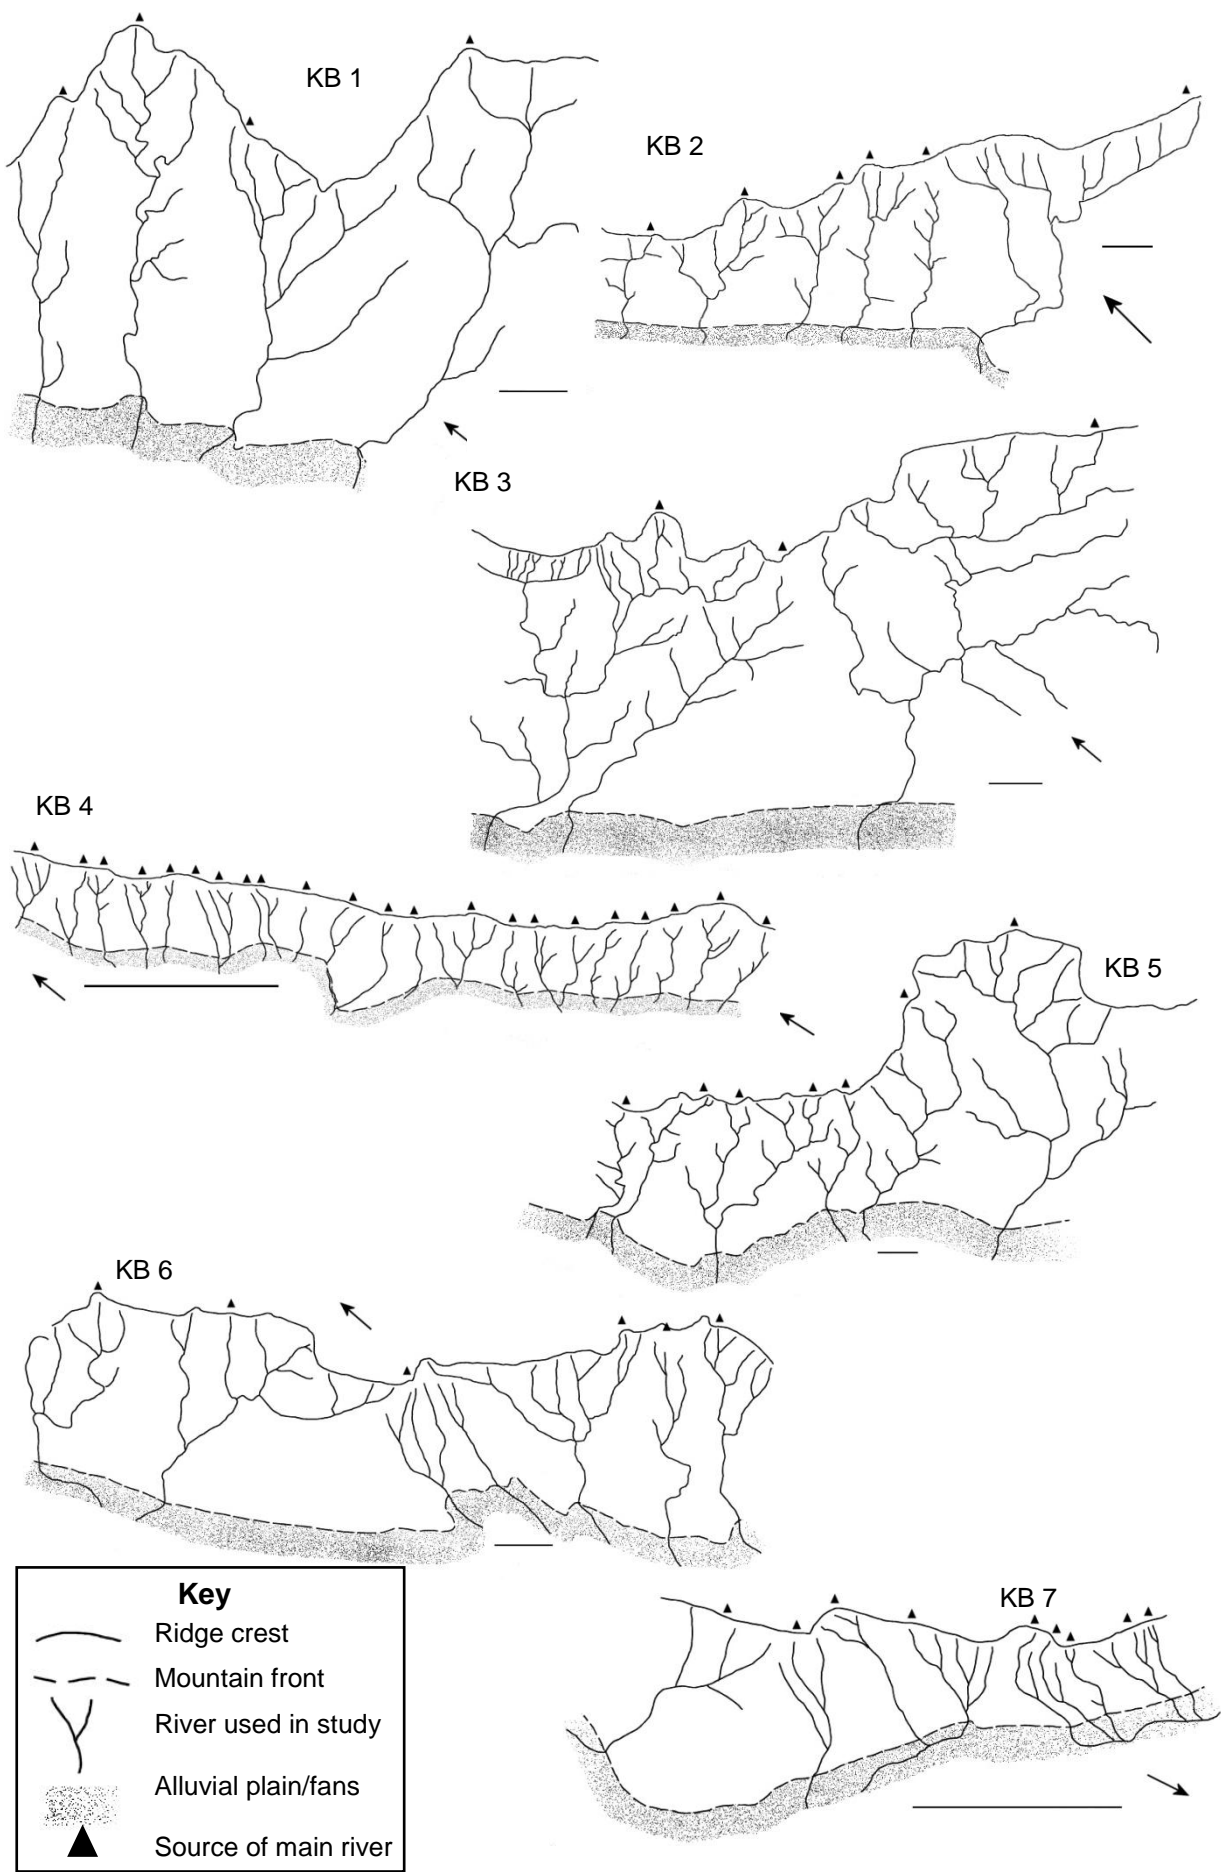 KB 1
KB 2
KB 3
KB 4
KB 5
KB 6
KB 7
Key
Ridge crest
Mountain front
River used in study
Alluvial plain/fans
Source of main river